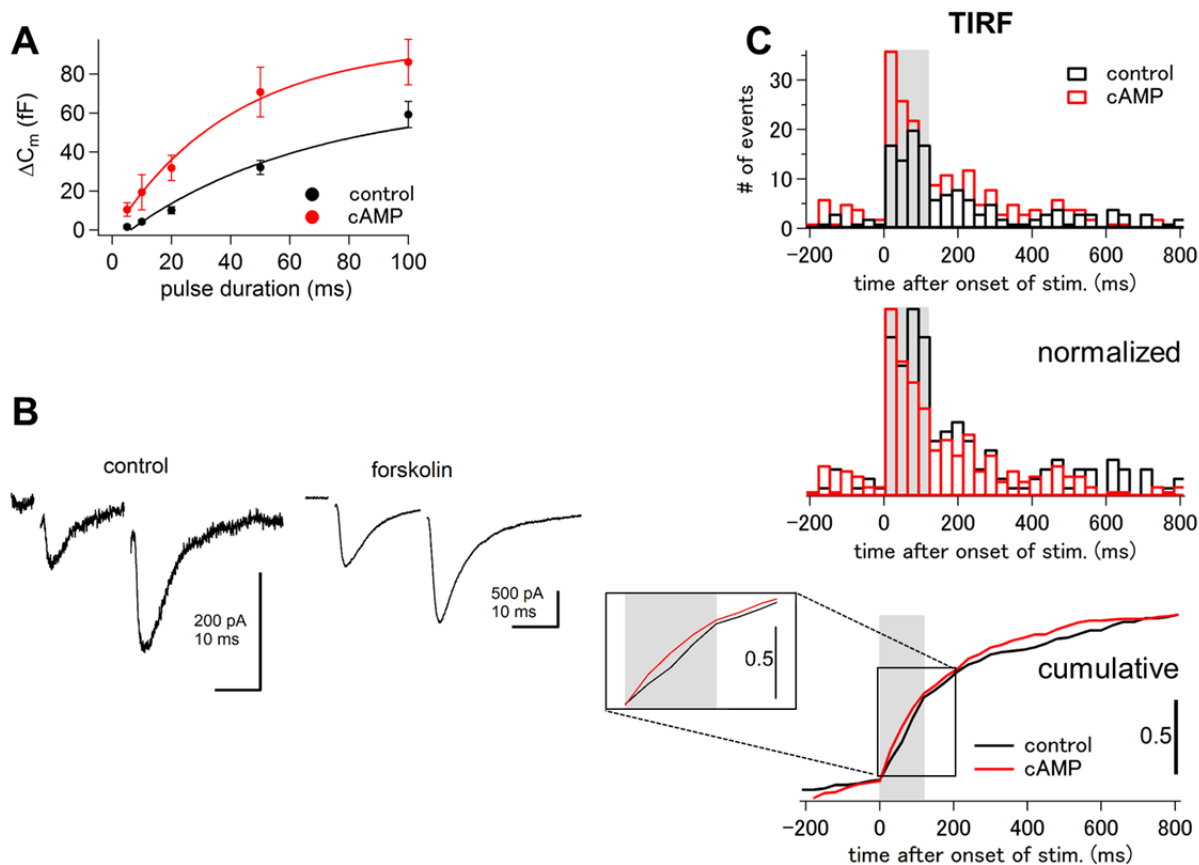 A
ΔCm (fF)
80
60
40
20
0
control
cAMP
0 20 40 60 80 100
pulse duration (ms)
B
control
forskolin
200 pA
10 ms
500 pA
10 ms
C
TIRF
control
cAMP
# of events
30
20
10
0
-200 0 200 400 600 800
time after onset of stim. (ms)
normalized
-200 0 200 400 600 800
time after onset of stim. (ms)
0.5
cumulative
control
cAMP
0.5
-200 0 200 400 600 800
time after onset of stim. (ms)